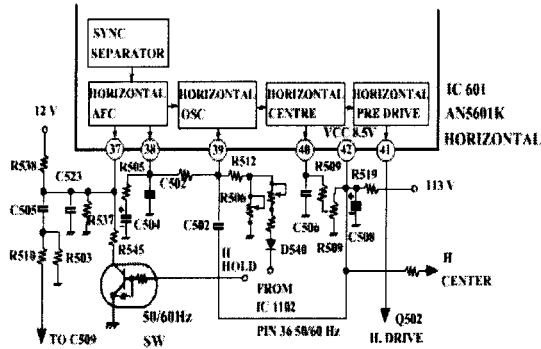 SYNC
SEPARATOR
HORIZONTAL
AFC
HORIZONTAL
OSC
HORIZONTAL
CENTRE
HORIZONTAL
PRE DRIVE
IC 601
AN5601K
HORIZONTAL
VCC 8.5V
12 V
37
38
39
40
42
41
R538
C523
R505
C502
R512
R509
R519
113 V
C505
R537
C504
C502
R506
C506
R509
C508
R510
R503
R545
H
HOLD
D540
FROM
IC 1102
H
CENTER
50/60Hz
SW
PIN 36 50/60 Hz
TO C509
Q502
H. DRIVE